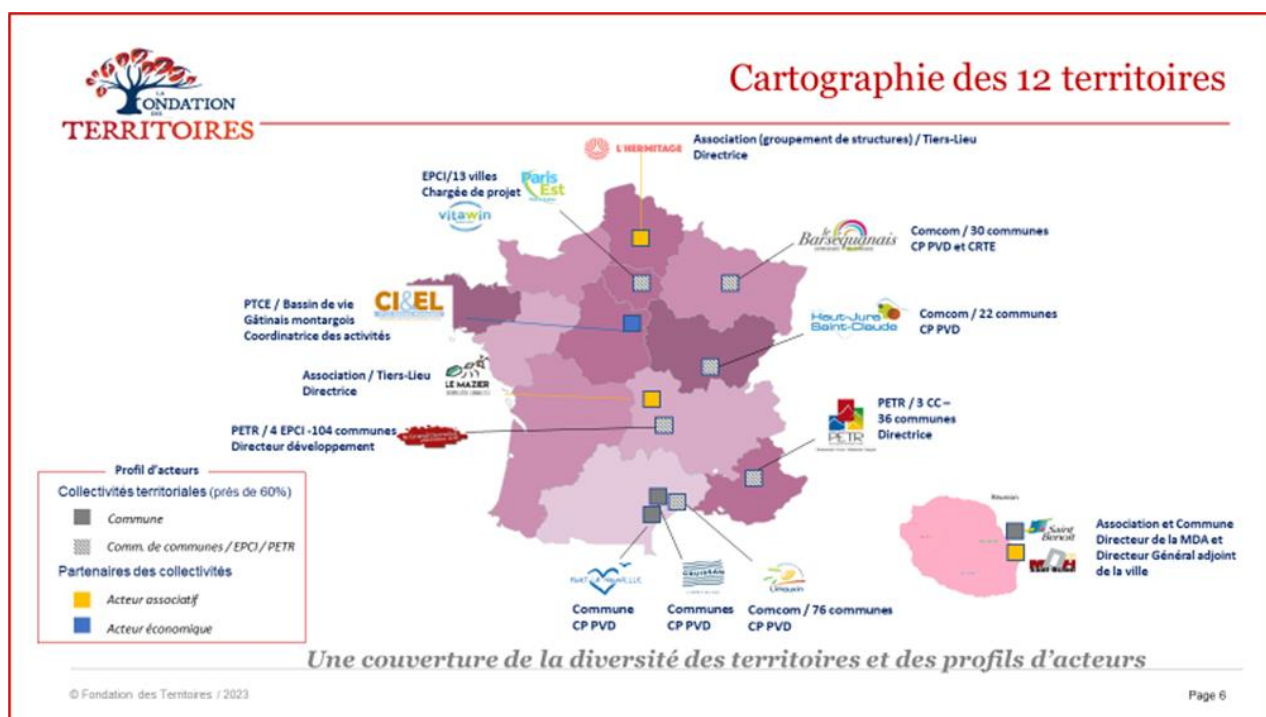 LA
FONDATION
DES
TERRITOIRES
Cartographie des 12 territoires
L'HERMITAGE
Association (groupement de structures) / Tiers-Lieu
Directrice
EPCI/13 villes
Chargée de projet
Paris
Est
vitawin
le
Barséquanais
Comcom / 30 communes
CP PVD et CRTE
PTCE / Bassin de vie
Gâtinais montargois
Coordinatrice des activités
CI&EL
Haut-Jura
Saint-Claude
Comcom / 22 communes
CP PVD
Association / Tiers-Lieu
Directrice
LE MAZIER
PETR / 4 EPCI -104 communes
Directeur développement
PETR
PETR / 3 CC –
36 communes
Directrice
Profil d'acteurs
Collectivités territoriales (près de 60%)
Commune
Comm. de communes / EPCI / PETR
Partenaires des collectivités
Acteur associatif
Acteur économique
Réunion
Saint
Benoît
Association et Commune
Directeur de la MDA et
Directeur Général adjoint
de la ville
PORT LA NOUVELLE
GRUISSAN
Limouxin
Commune
CP PVD
Communes
CP PVD
Comcom / 76 communes
CP PVD
Une couverture de la diversité des territoires et des profils d'acteurs
© Fondation des Territoires / 2023
Page 6